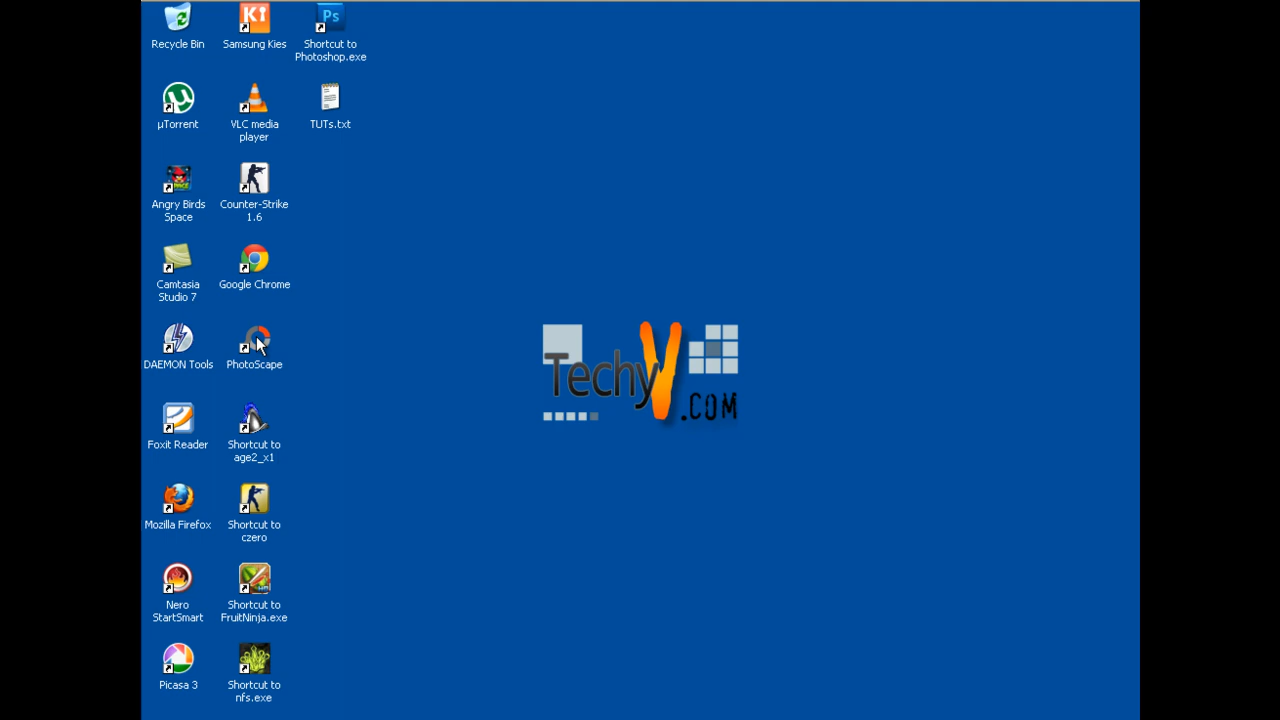 Recycle Bin
Samsung Kies
Shortcut to
Photoshop.exe
µTorrent
VLC media
player
TUTs.txt
Angry Birds
Space
Counter-Strike
1.6
Camtasia
Studio 7
Google Chrome
DAEMON Tools
PhotoScape
Foxit Reader
Shortcut to
age2_x1
Mozilla Firefox
Shortcut to
czero
Nero
StartSmart
Shortcut to
FruitNinja.exe
Picasa 3
Shortcut to
nfs.exe
Ki
Ps
TechyV.COM